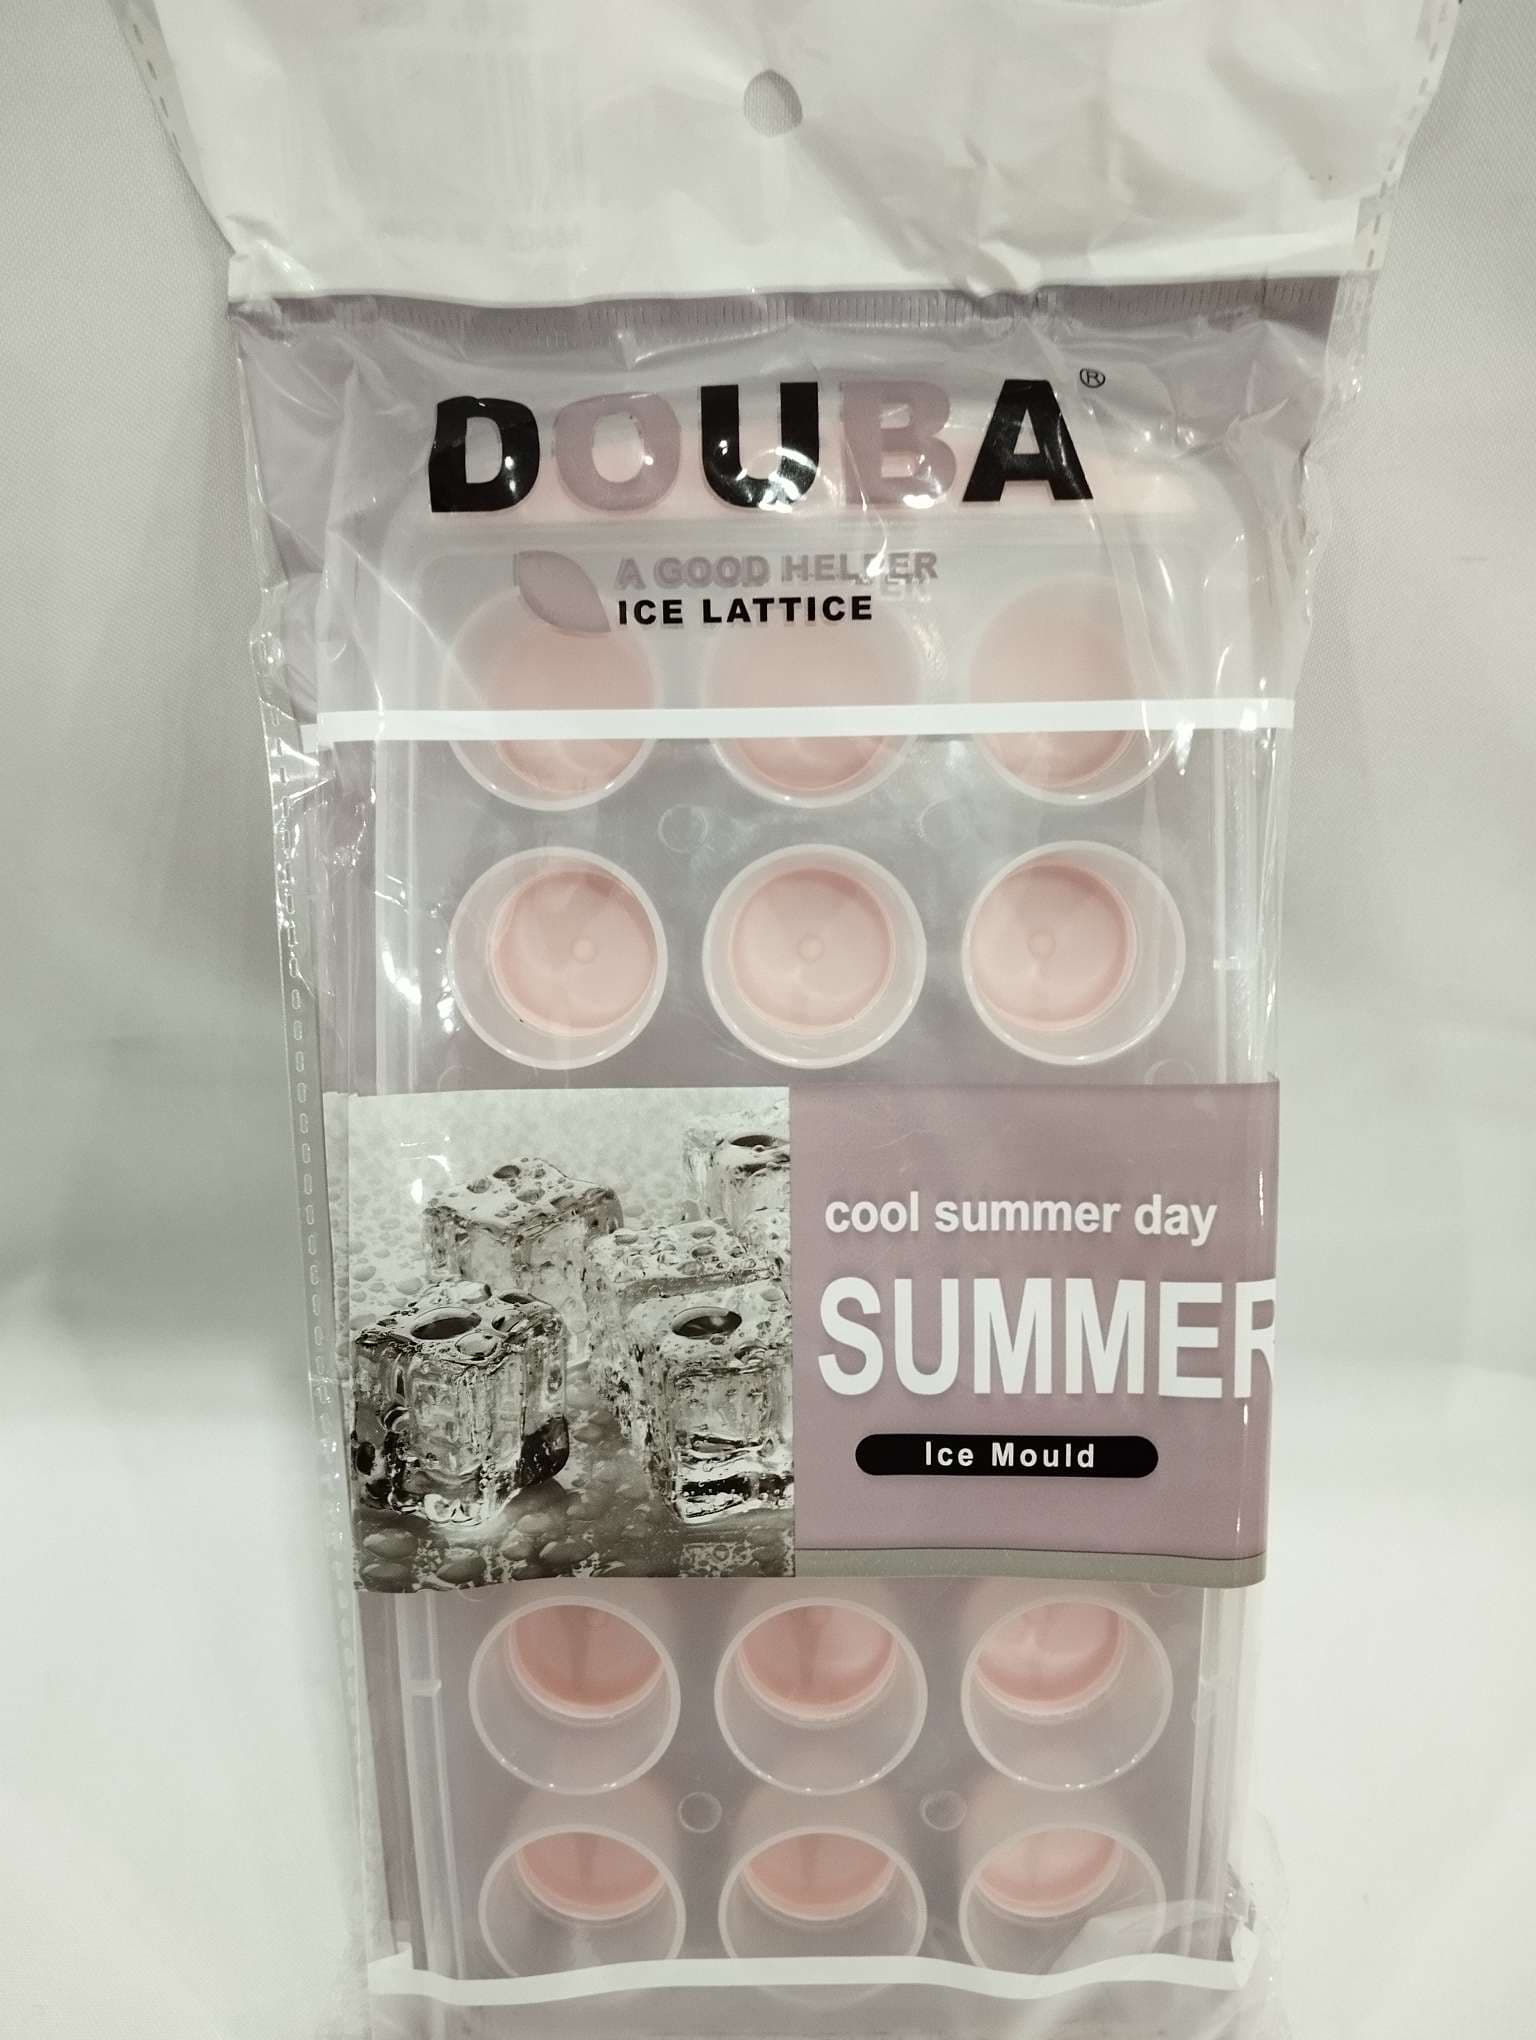 DOUBA®
A GOOD HELPER
ICE LATTICE
cool summer day
SUMMER
Ice Mould